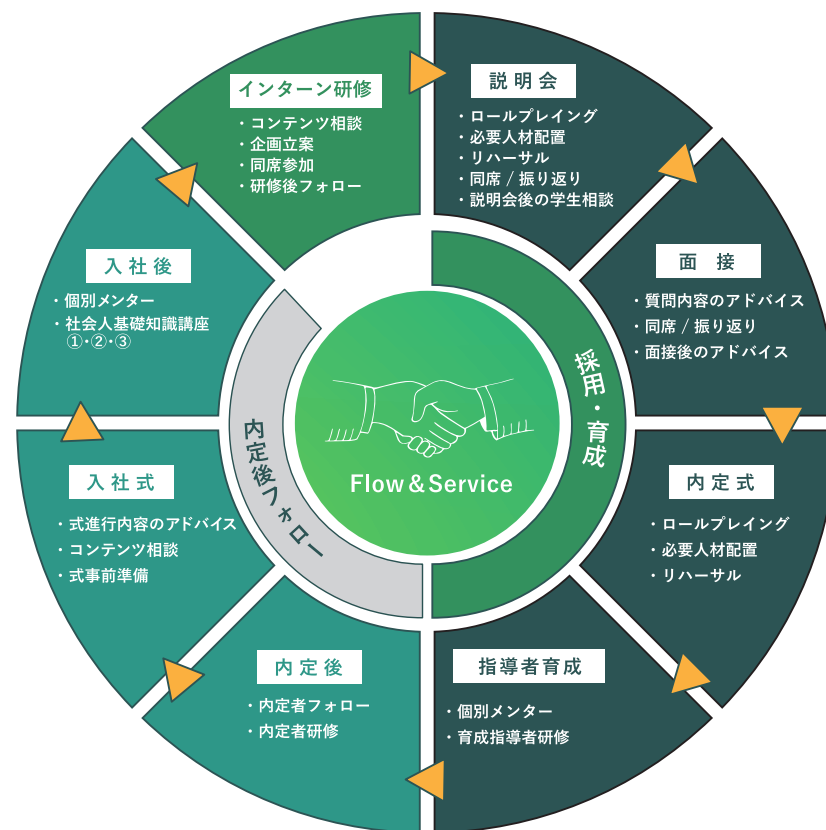 インターン研修
・コンテンツ相談
・企画立案
・同席参加
・研修後フォロー
説明会
・ロールプレイング
・必要人材配置
・リハーサル
・同席 / 振り返り
・説明会後の学生相談
面　接
・質問内容のアドバイス
・同席 / 振り返り
・面接後のアドバイス
内定式
・ロールプレイング
・必要人材配置
・リハーサル
指導者育成
・個別メンター
・育成指導者研修
内定後
・内定者フォロー
・内定者研修
入社式
・式進行内容のアドバイス
・コンテンツ相談
・式事前準備
入社後
・個別メンター
・社会人基礎知識講座
①・②・③
採用・育成
内定後フォロー
Flow＆Service